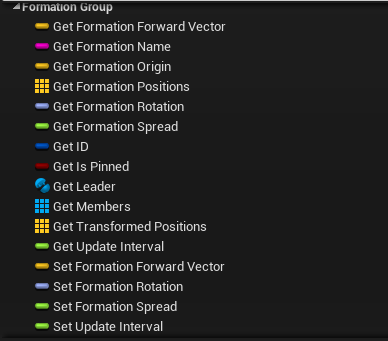 Formation Group
Get Formation Forward Vector
Get Formation Name
Get Formation Origin
Get Formation Positions
Get Formation Rotation
Get Formation Spread
Get ID
Get Is Pinned
Get Leader
Get Members
Get Transformed Positions
Get Update Interval
Set Formation Forward Vector
Set Formation Rotation
Set Formation Spread
Set Update Interval